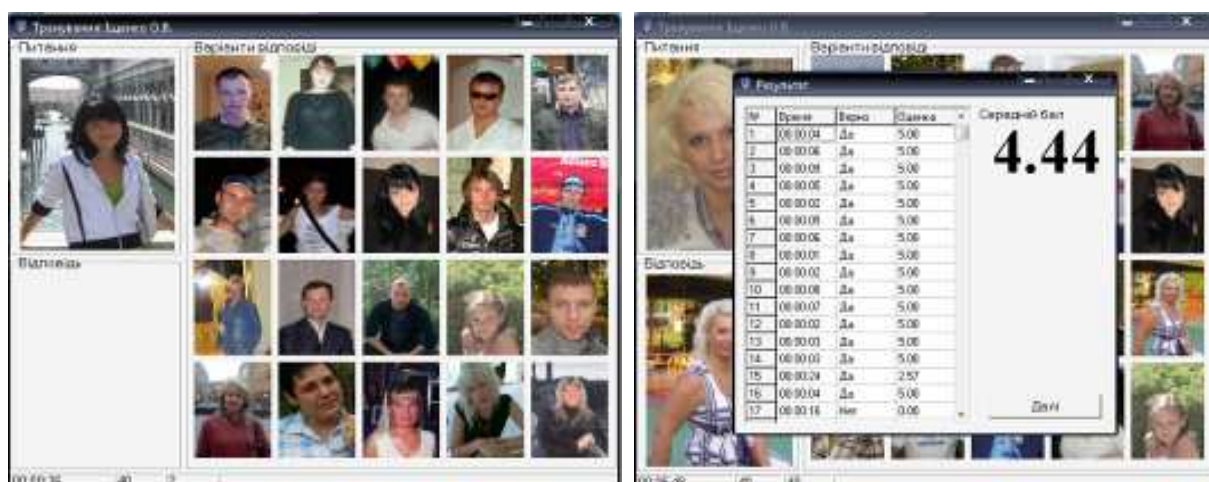 Тренування Іщенко О.В.
Питання
Варіанти відповіді
Відповідь
00:00:36 40 2
Тренування Іщенко О.В.
Питання
Варіанти відповіді
Відповідь
Результат
№ Время Верно Оценка
1 00:00:04 Да 5.00
2 00:00:06 Да 5.00
3 Да 5.00
4 00:00:05 Да 5.00
5 00:00:02 Да 5.00
6 Да 5.00
7 00:00:06 Да 5.00
8 00:00:01 Да 5.00
9 00:00:02 Да 5.00
10 00:00:08 Да 5.00
11 00:00:07 Да 5.00
12 00:00:02 Да 5.00
13 00:00:03 Да 5.00
14 00:00:03 Да 5.00
15 00:00:24 Да 2.57
16 00:00:04 Да 5.00
17 00:00:16 Нет 0.00
Середній бал
4.44
Далі